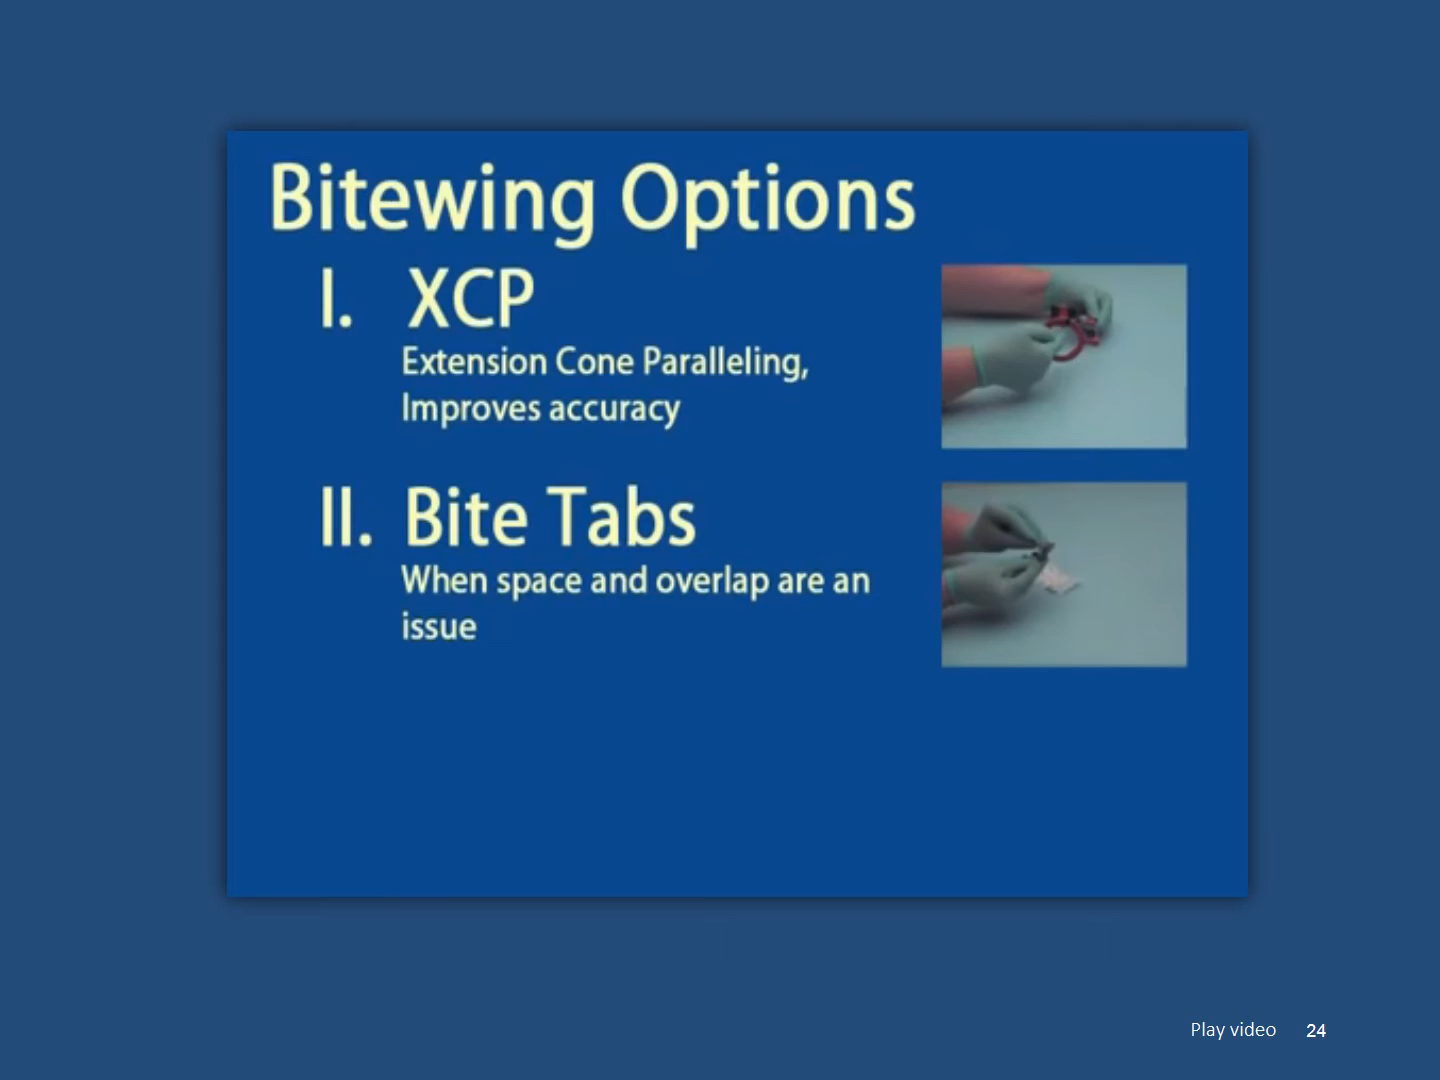 Bitewing Options
I. XCP
Extension Cone Paralleling,
Improves accuracy
II. Bite Tabs
When space and overlap are an
issue
Play video 24